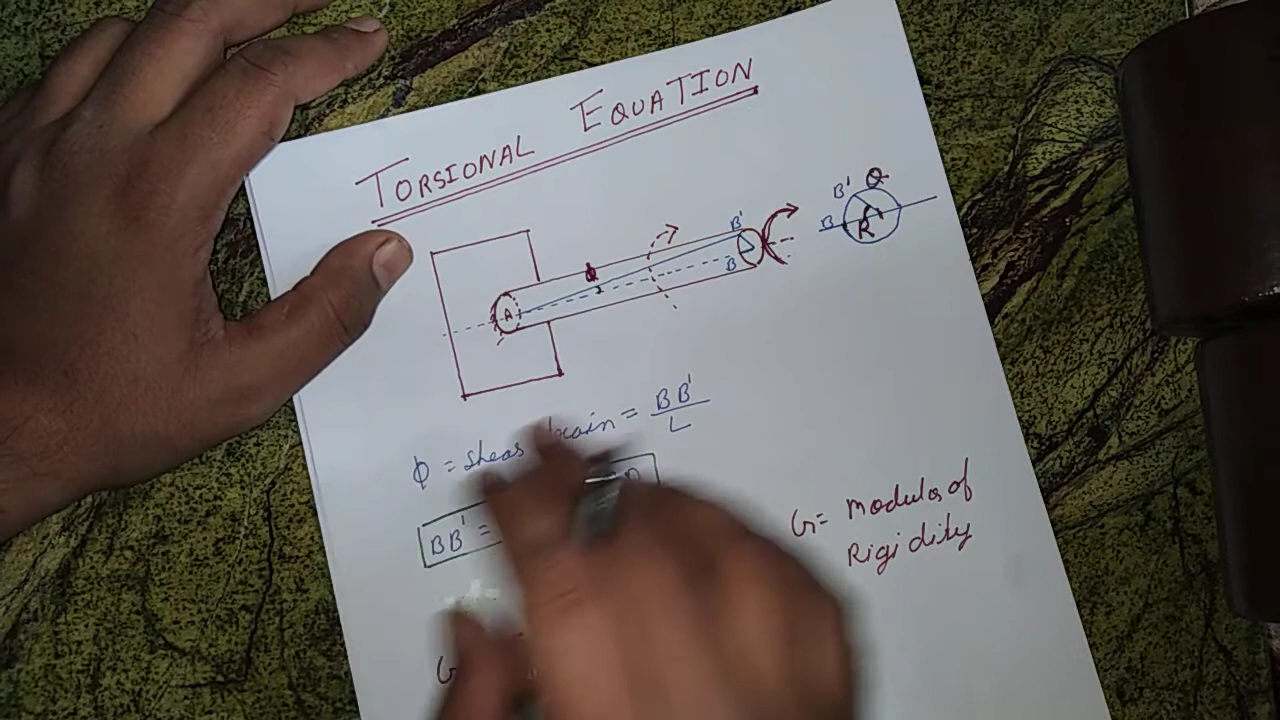 TORSIONAL EQUATION
B' θ
B R
B'
B
ϕ
A
ϕ = shear strain = BB'/L
BB' =
G = Modulus of
Rigidity
G